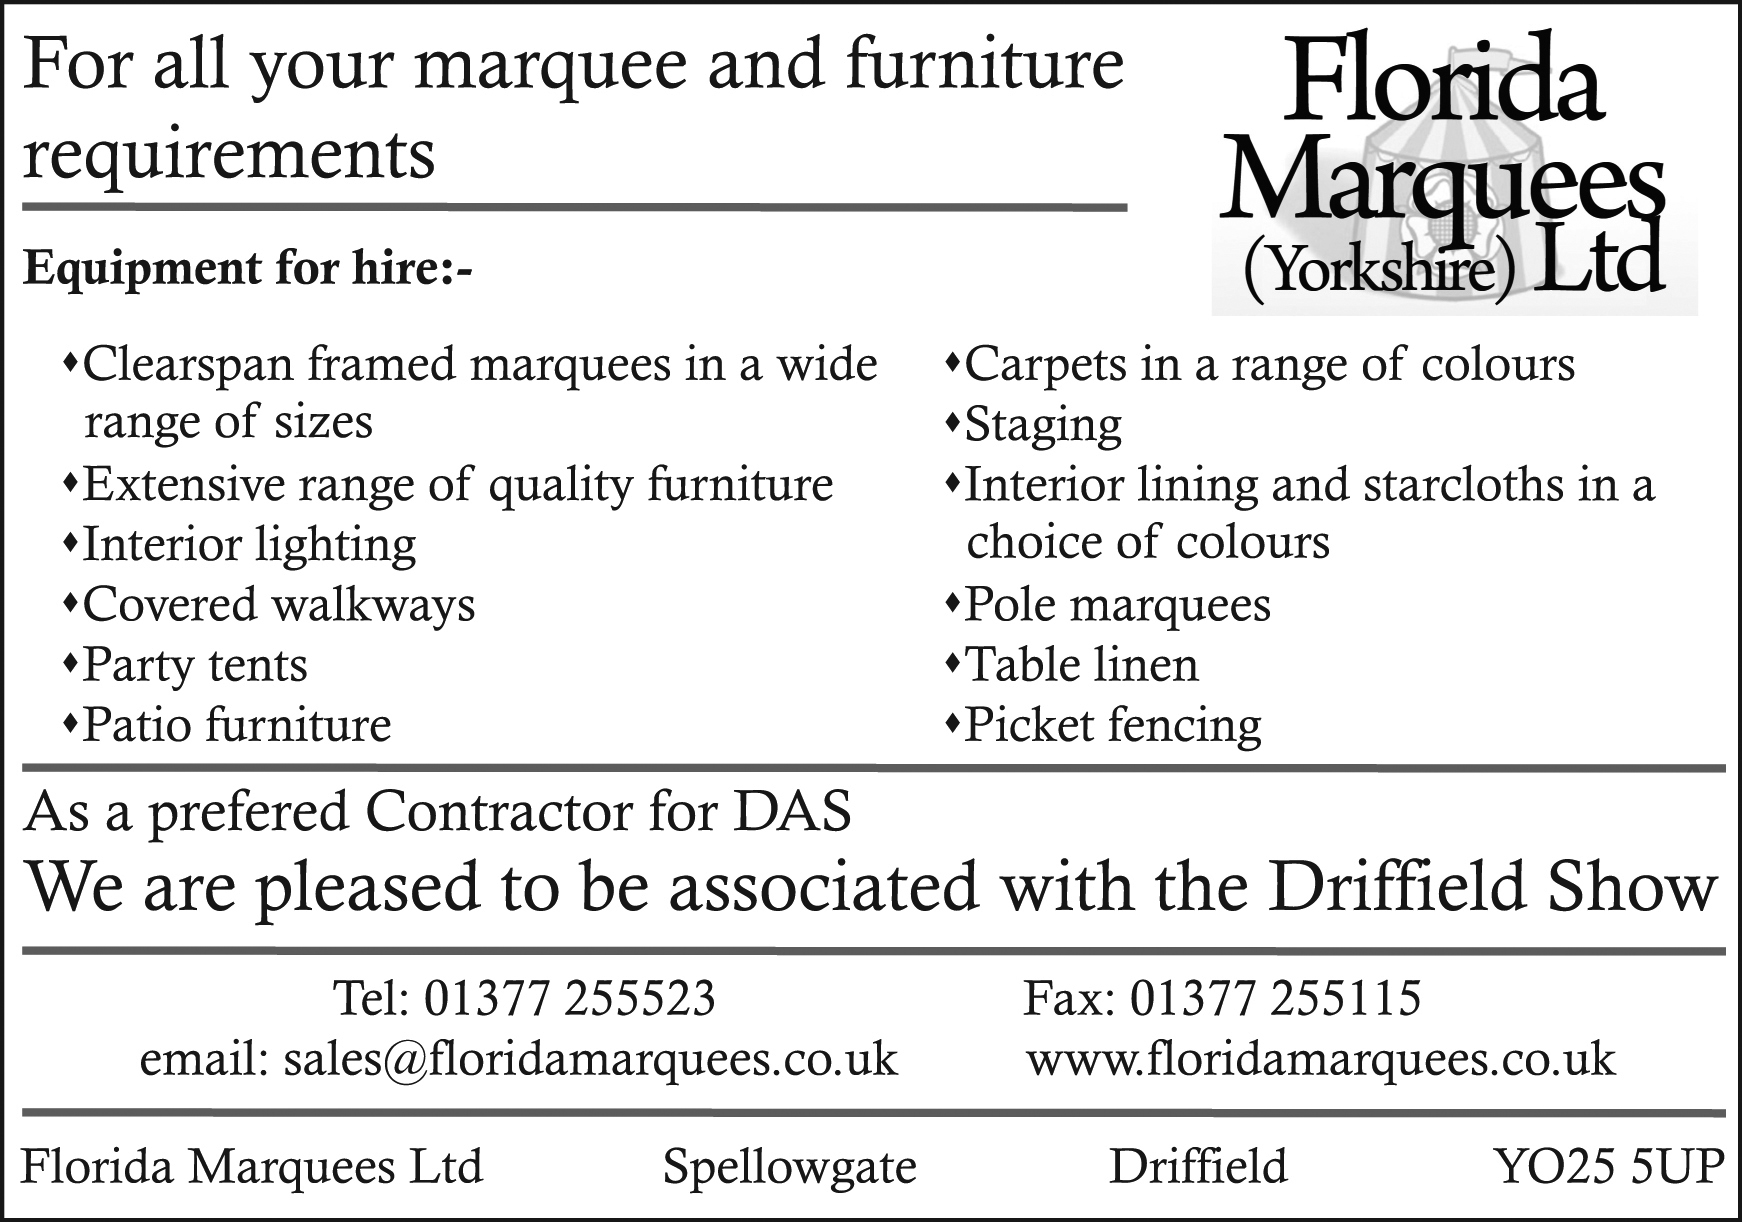 For all your marquee and furniture
requirements
Florida
Marquees
(Yorkshire) Ltd
Equipment for hire:-
♦Clearspan framed marquees in a wide
range of sizes
♦Extensive range of quality furniture
♦Interior lighting
♦Covered walkways
♦Party tents
♦Patio furniture
♦Carpets in a range of colours
♦Staging
♦Interior lining and starcloths in a
choice of colours
♦Pole marquees
♦Table linen
♦Picket fencing
As a prefered Contractor for DAS
We are pleased to be associated with the Driffield Show
Tel: 01377 255523 Fax: 01377 255115
email: sales@floridamarquees.co.uk www.floridamarquees.co.uk
Florida Marquees Ltd Spellowgate Driffield YO25 5UP